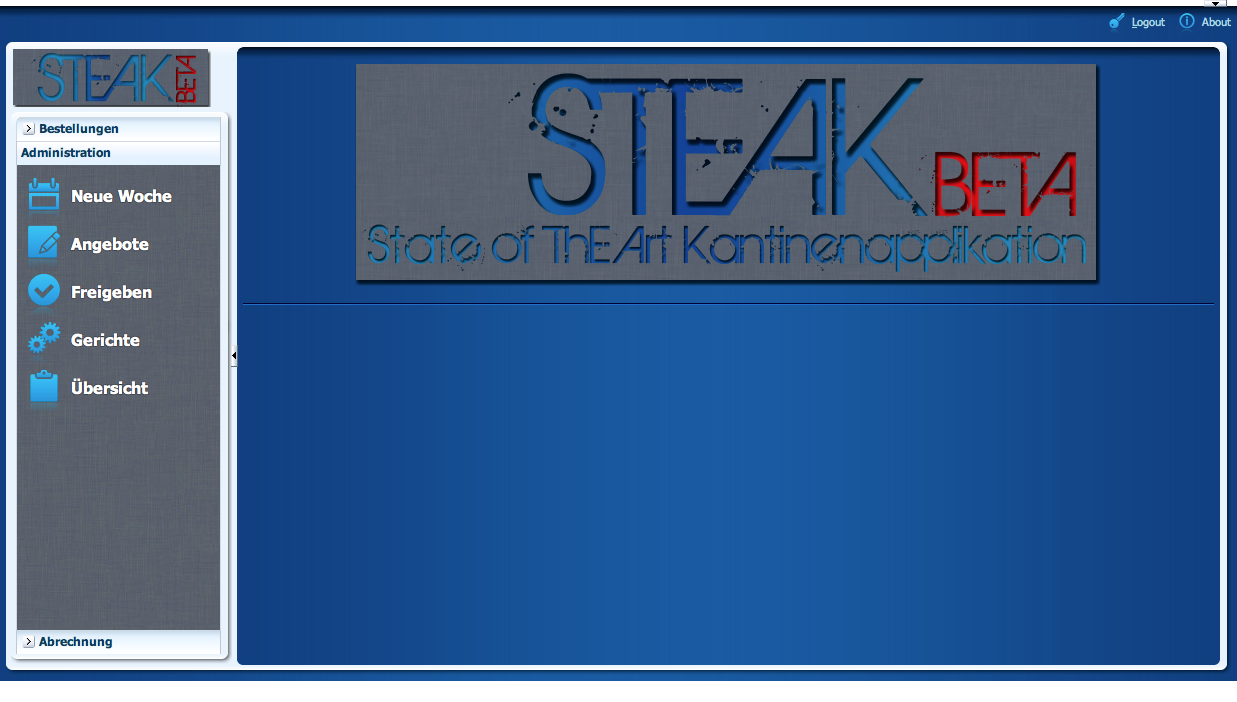 Logout About
STEAK BETA
Bestellungen
Administration
Neue Woche
Angebote
Freigeben
Gerichte
Übersicht
Abrechnung
STEAK BETA
State of ThE Art Kantinenapplikation